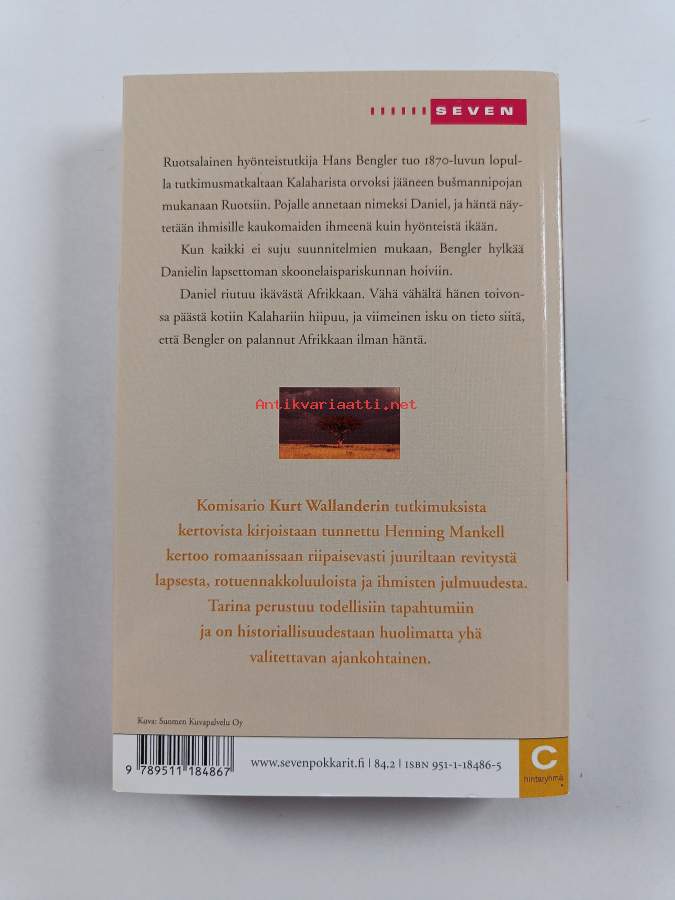 SEVEN
Ruotsalainen hyönteistutkija Hans Bengler tuo 1870-luvun lopul-
la tutkimusmatkaltaan Kalaharista orvoksi jääneen bušmannipojan
mukanaan Ruotsiin. Pojalle annetaan nimeksi Daniel, ja häntä näy-
tetään ihmisille kaukomaiden ihmeenä kuin hyönteistä ikään.
Kun kaikki ei suju suunnitelmien mukaan, Bengler hylkää
Danielin lapsettoman skoonelaispariskunnan hoiviin.
Daniel riutuu ikävästä Afrikkaan. Vähä vähältä hänen toivon-
sa päästä kotiin Kalahariin hiipuu, ja viimeinen isku on tieto siitä,
että Bengler on palannut Afrikkaan ilman häntä.
Antikvariaatti.net
Komisario Kurt Wallanderin tutkimuksista
kertovista kirjoistaan tunnettu Henning Mankell
kertoo romaanissaan riipaisevasti juuriltaan revitystä
lapsesta, rotuennakkoluuloista ja ihmisten julmuudesta.
Tarina perustuu todellisiin tapahtumiin
ja on historiallisuudestaan huolimatta yhä
valitettavan ajankohtainen.
Kuva: Suomen Kuvapalvelu Oy
9 789511 184867
www.sevenpokkarit.fi | 84.2 | ISBN 951-1-18486-5
C
hintaryhmä